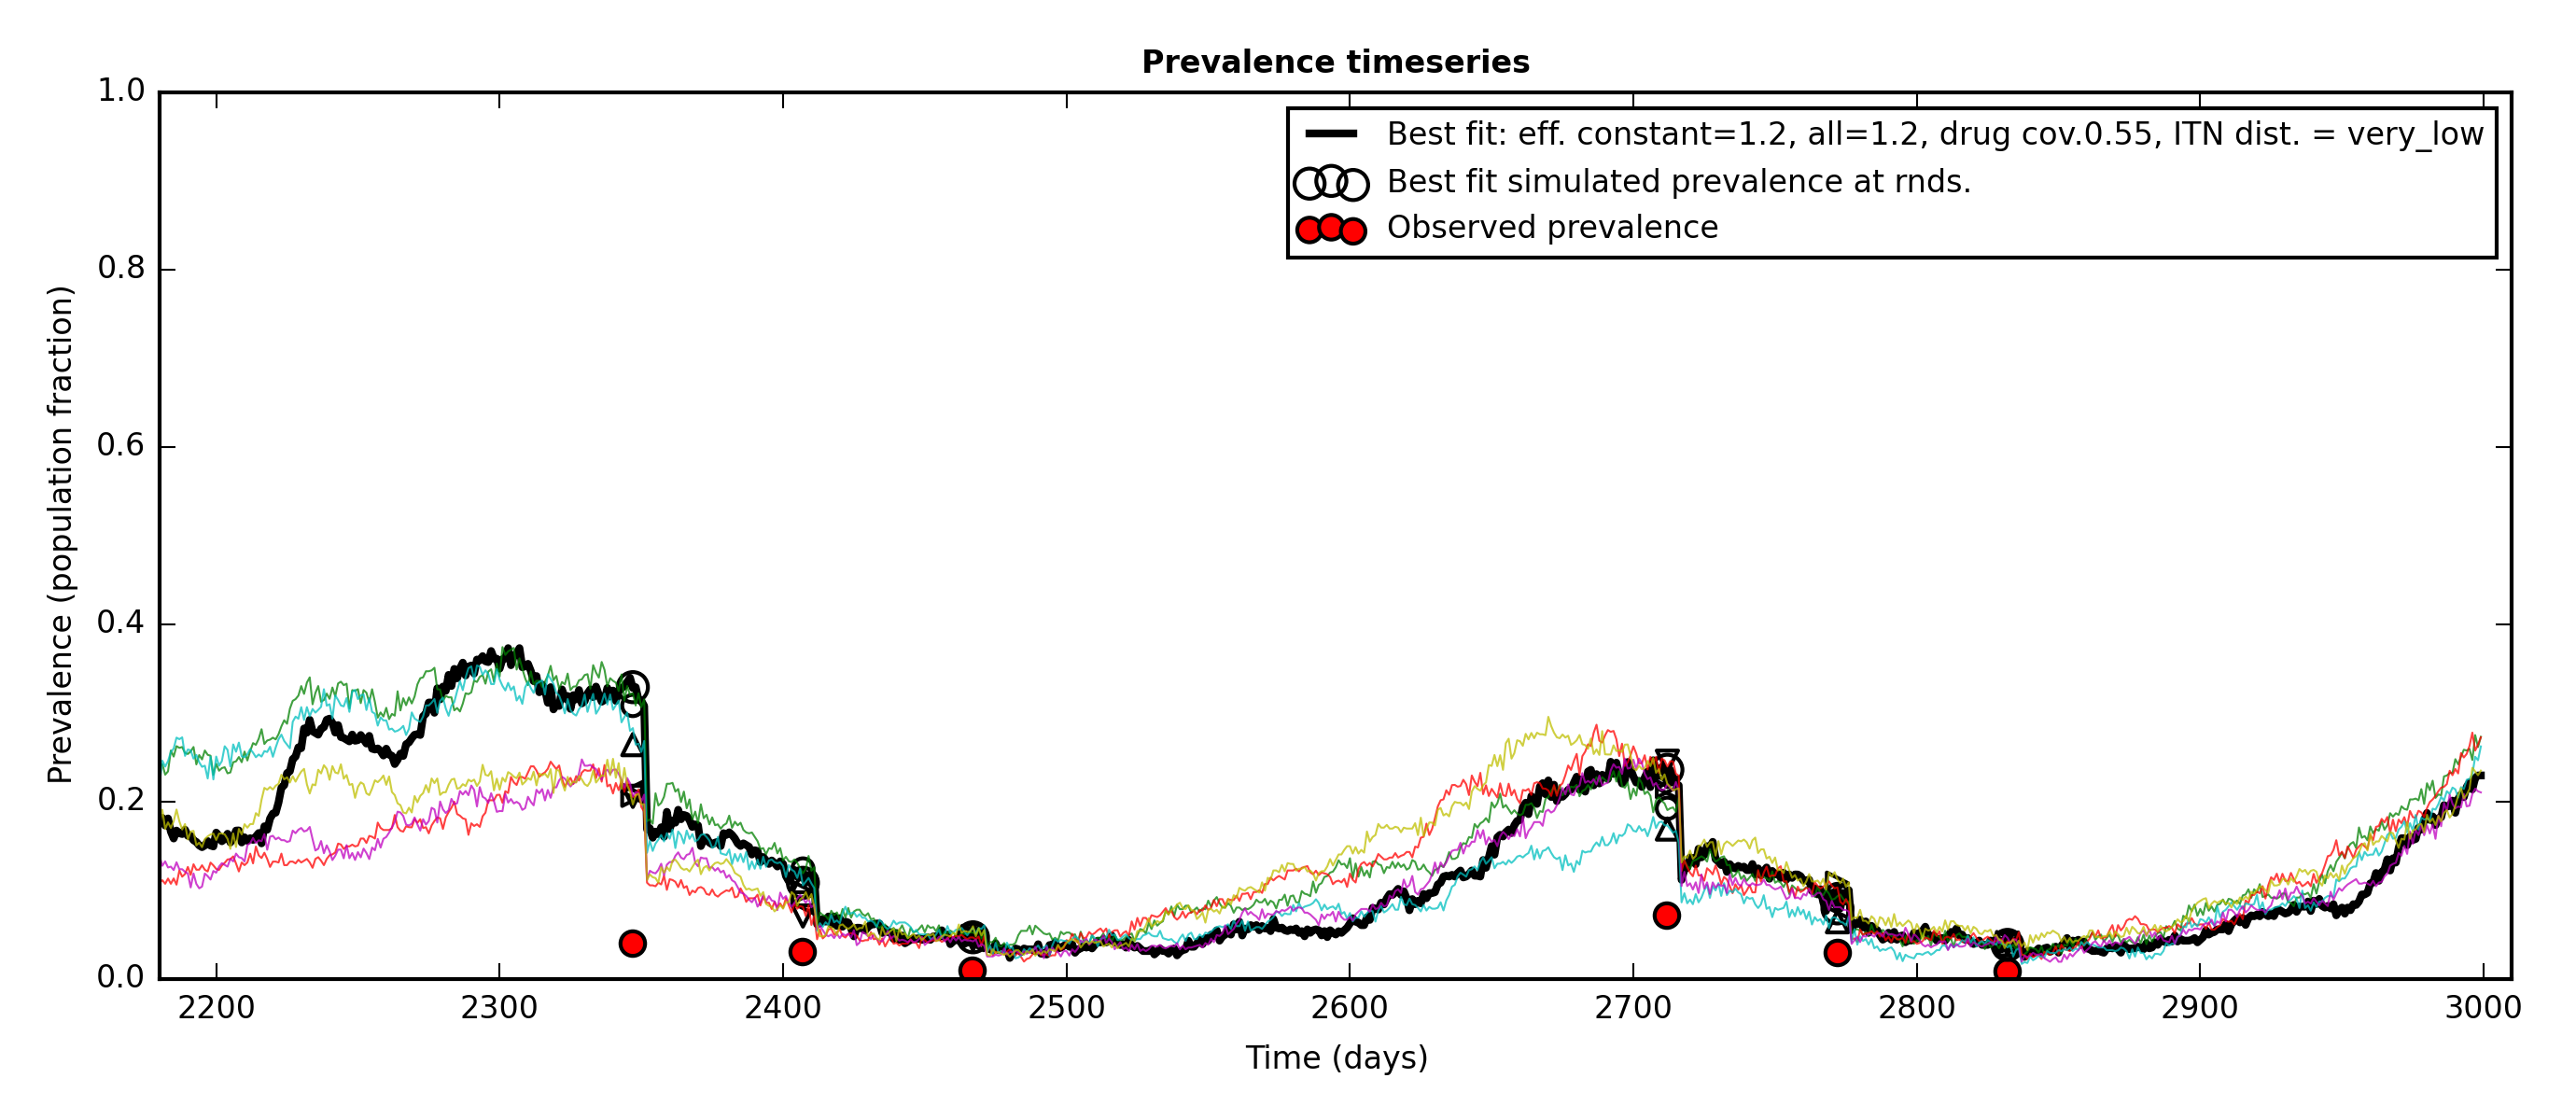 Prevalence timeseries
Best fit: eff. constant=1.2, all=1.2, drug cov.0.55, ITN dist. = very_low
Best fit simulated prevalence at rnds.
Observed prevalence
Prevalence (population fraction)
1.0
0.8
0.6
0.4
0.2
0.0
2200 2300 2400 2500 2600 2700 2800 2900 3000
Time (days)